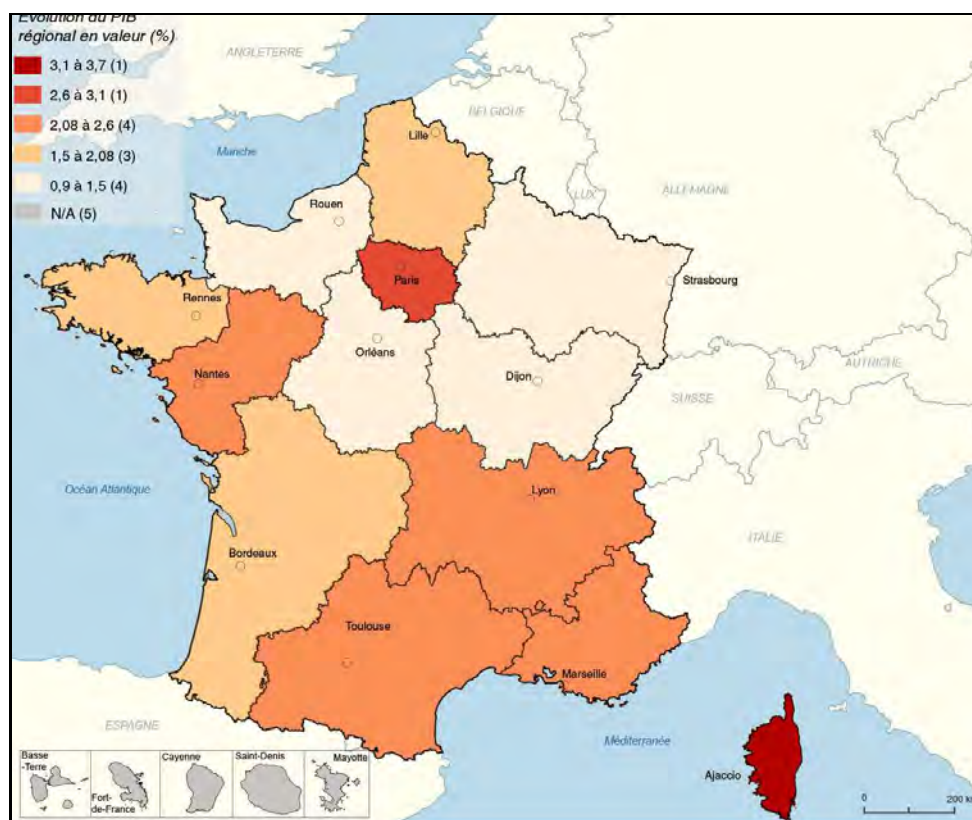 Evolution du PIB
régional en valeur (%)
3,1 à 3,7 (1)
2,6 à 3,1 (1)
2,08 à 2,6 (4)
1,5 à 2,08 (3)
0,9 à 1,5 (4)
N/A (5)
ANGLETERRE
BELGIQUE
Lille
Manche
LUX
ALLEMAGNE
Rouen
Paris
Strasbourg
Rennes
Orléans
AUTRICHE
Nantes
Dijon
SUISSE
Océan Atlantique
Lyon
ITALIE
Bordeaux
Toulouse
Marseille
ESPAGNE
Méditerranée
Ajaccio
Basse
-Terre
Fort-
de-France
Cayenne
Saint-Denis
Mayotte
0
200 km